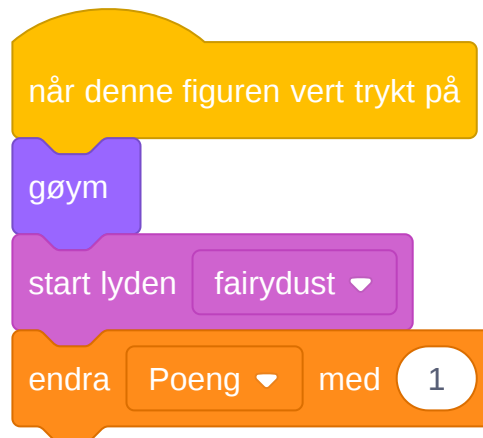 når denne figuren vert trykt på
gøym
start lyden fairydust
endra Poeng med 1